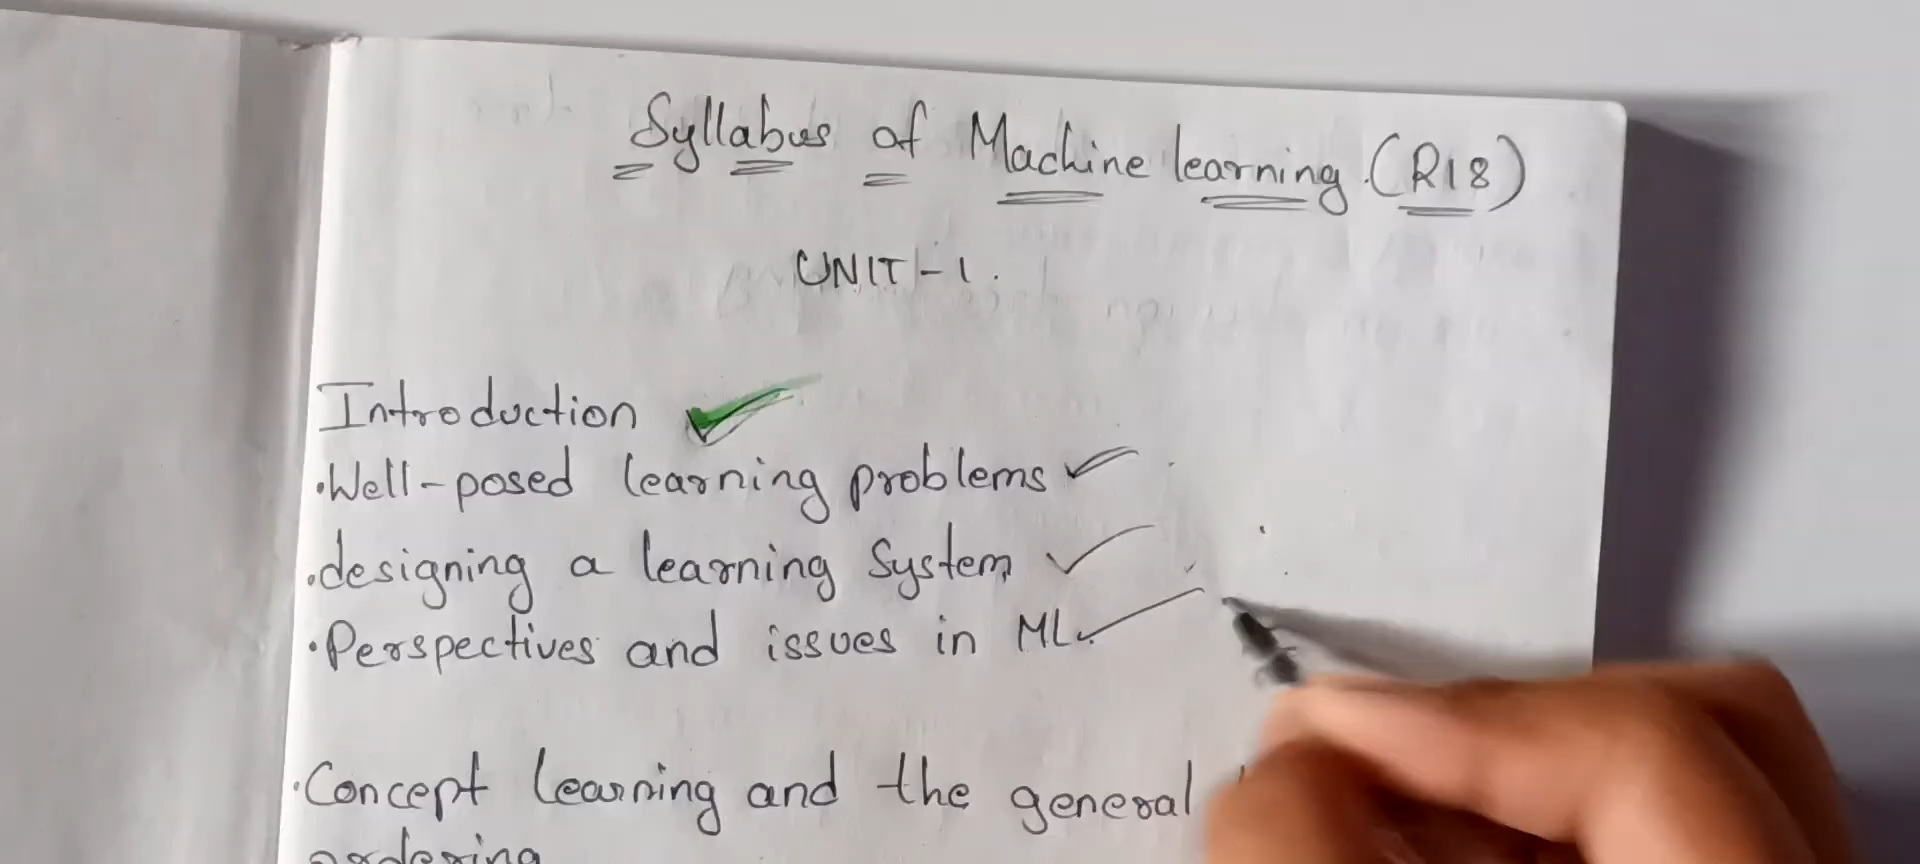 Syllabus of Machine learning (R18)
UNIT-1.
Introduction
·Well-posed learning problems
·designing a learning System
·Perspectives and issues in ML.
·Concept learning and the general
ordering